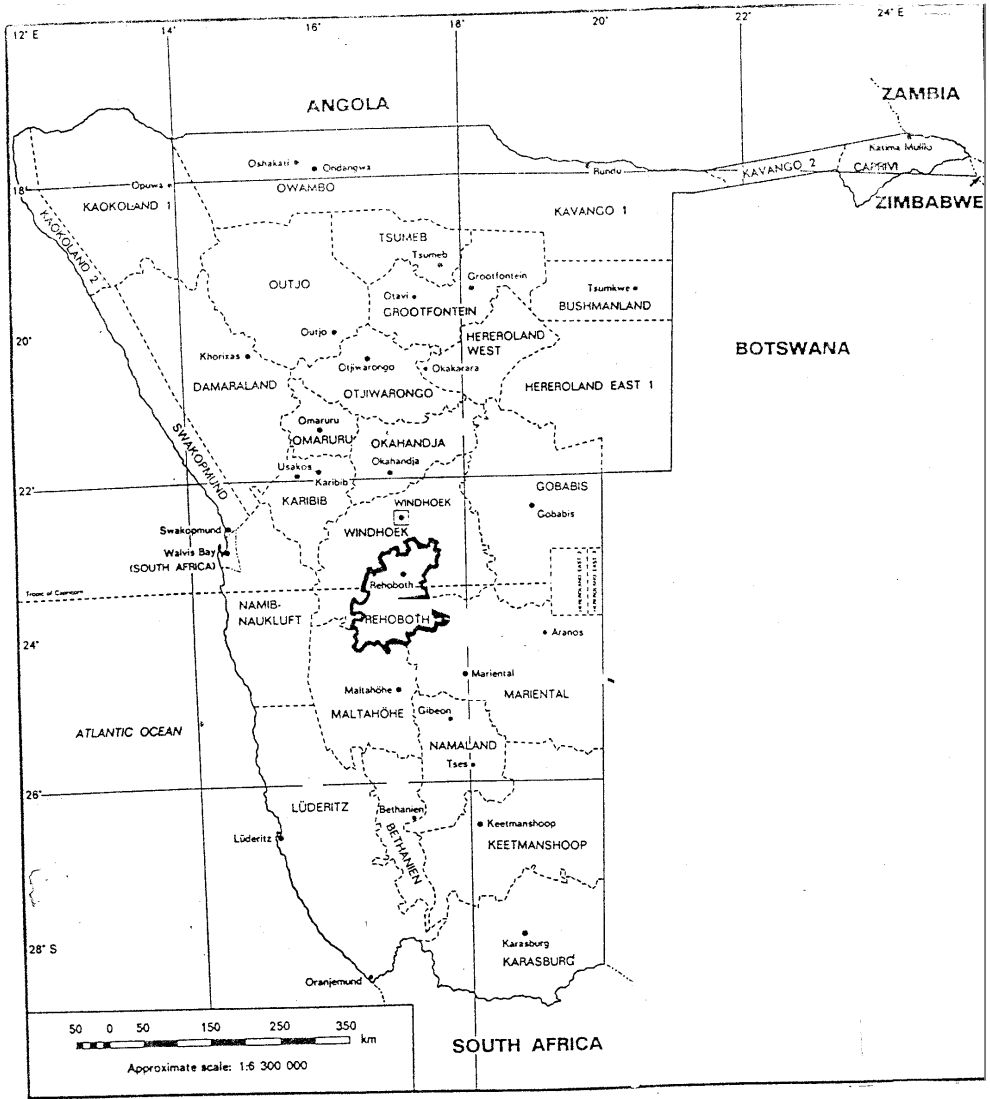 12° E
14°
16°
18°
20°
22°
24° E
ZAMBIA
ANGOLA
Katima Mulilo
Oshakati
Ondangwa
Rundu
KAVANGO 2
CAPRIVI
18°
Opuwa
OWAMBO
ZIMBABWE
KAOKOLAND 1
KAVANGO 1
KAOKOLAND 2
TSUMEB
Tsumeb
OUTJO
Grootfontein
Otavi
Tsumkwe
GROOTFONTEIN
BUSHMANLAND
20°
Outjo
HEREROLAND
WEST
BOTSWANA
Khorixas
Otjiwarongo
Okakarara
DAMARALAND
OTJIWARONGO
HEREROLAND EAST 1
SWAKOPMUND
Omaruru
OMARURU
OKAHANDJA
Usakos
Okahandja
Karibib
22°
KARIBIB
GOBABIS
WINDHOEK
Gobabis
Swakopmund
WINDHOEK
Walvis Bay
(SOUTH AFRICA)
Rehoboth
Tropic of Capricorn
NAMIB-
NAUKLUFT
REHOBOTH
Aranos
24°
Mariental
Maltahöhe
MARIENTAL
MALTAHÖHE
Gibeon
ATLANTIC OCEAN
NAMALAND
Tses
26°
LÜDERITZ
Bethanien
Keetmanshoop
Lüderitz
BETHANIEN
KEETMANSHOOP
28° S
Karasburg
KARASBURG
Oranjemund
50 0 50 150 250 350
km
SOUTH AFRICA
Approximate scale: 1:6 300 000